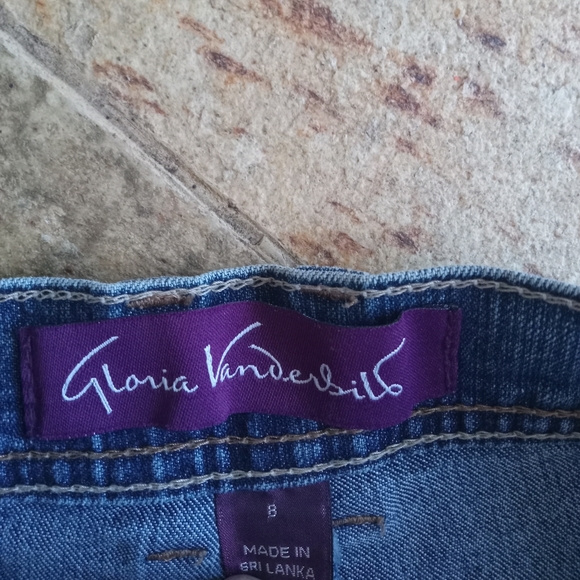 Gloria Vanderbilt
8
MADE IN
SRI LANKA